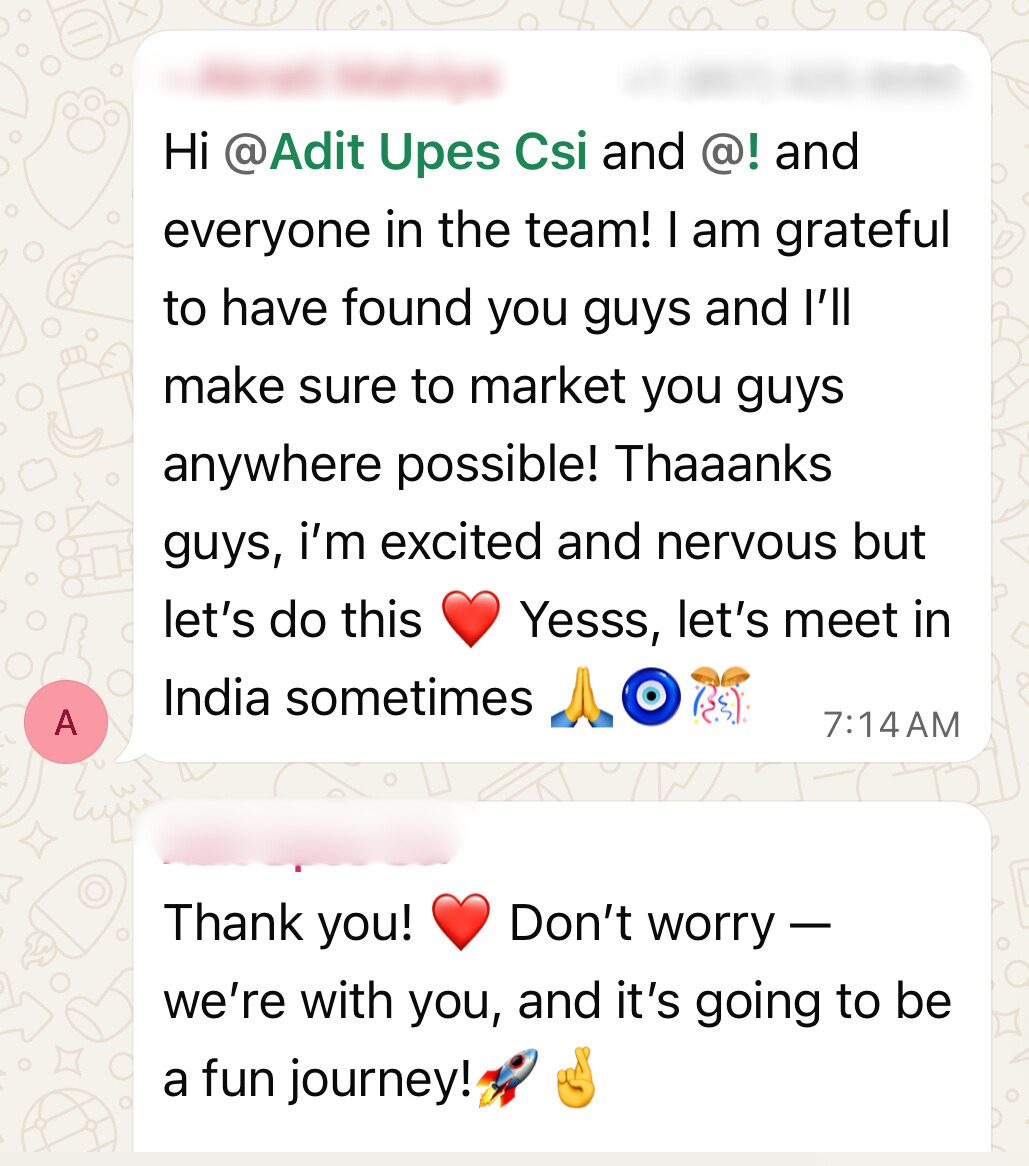 Hi @Adit Upes Csi and @! and
everyone in the team! I am grateful
to have found you guys and I’ll
make sure to market you guys
anywhere possible! Thaaanks
guys, i’m excited and nervous but
let’s do this ❤️ Yesss, let’s meet in
India sometimes 🙏🧿🎊
7:14 AM
A
Thank you! ❤️ Don’t worry —
we’re with you, and it’s going to be
a fun journey!🚀🤞